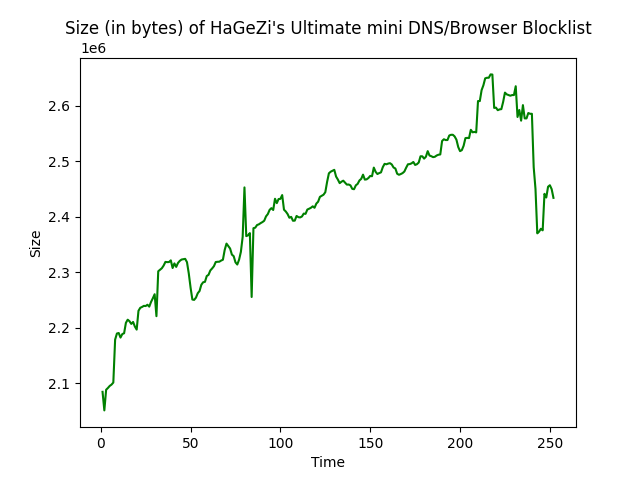 Size (in bytes) of HaGeZi's Ultimate mini DNS/Browser Blocklist
1e6
2.6
2.5
2.4
2.3
2.2
2.1
Size
0 50 100 150 200 250
Time